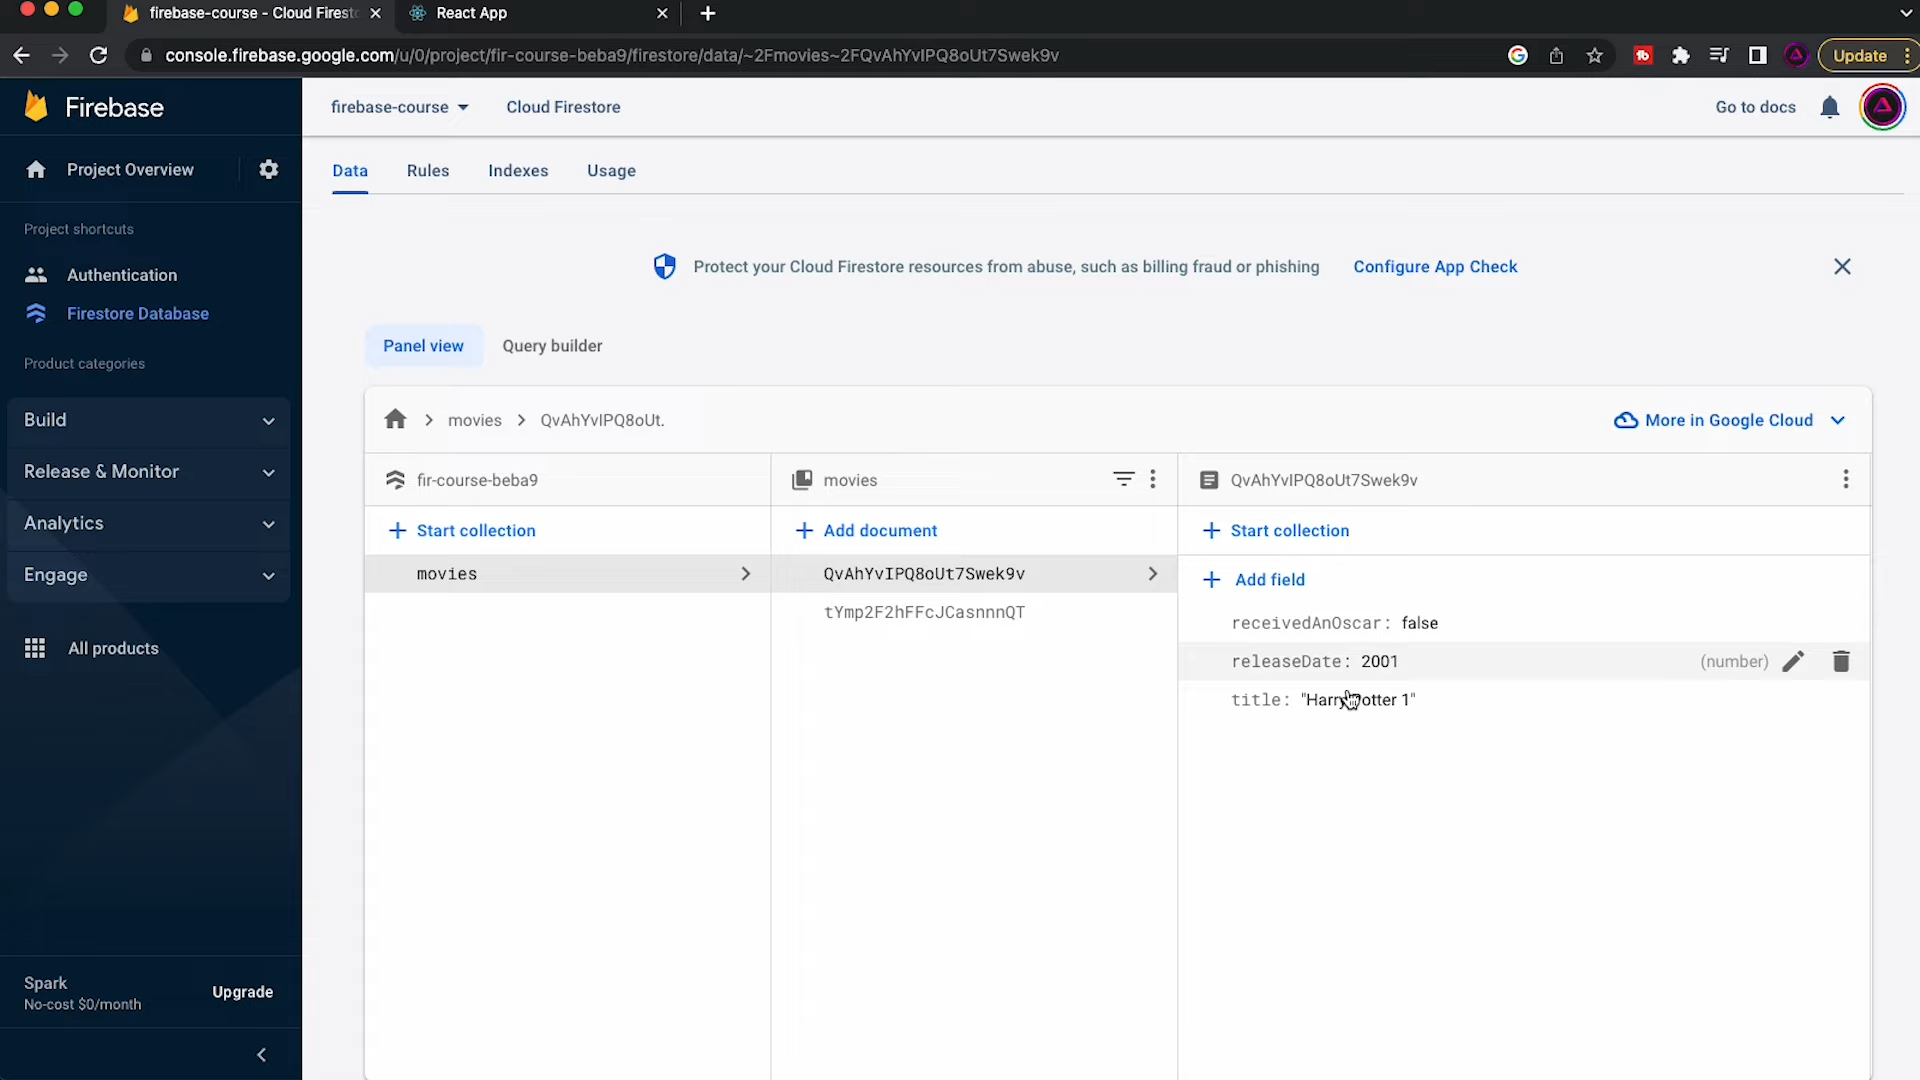 firebase-course - Cloud Firest
React App
console.firebase.google.com/u/0/project/fir-course-beba9/firestore/data/~2Fmovies~2FQvAhYvIPQ8oUt7Swek9v
Update
Firebase
firebase-course
Cloud Firestore
Go to docs
Project Overview
Data
Rules
Indexes
Usage
Project shortcuts
Authentication
Firestore Database
Protect your Cloud Firestore resources from abuse, such as billing fraud or phishing
Configure App Check
Product categories
Panel view
Query builder
Build
Release & Monitor
Analytics
Engage
All products
movies
QvAhYvIPQ8oUt.
More in Google Cloud
fir-course-beba9
movies
QvAhYvIPQ8oUt7Swek9v
Start collection
Add document
Start collection
movies
QvAhYvIPQ8oUt7Swek9v
tYmp2F2hFFcJCasnnnQT
Add field
receivedAnOscar: false
releaseDate: 2001
(number)
title: "Harry Potter 1"
Spark
No-cost $0/month
Upgrade